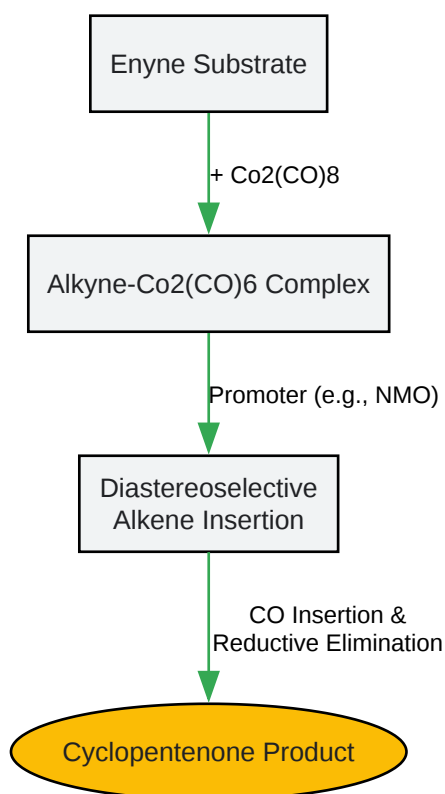 Enyne Substrate
+ Co2(CO)8
Alkyne-Co2(CO)6 Complex
Promoter (e.g., NMO)
Diastereoselective
Alkene Insertion
CO Insertion &
Reductive Elimination
Cyclopentenone Product